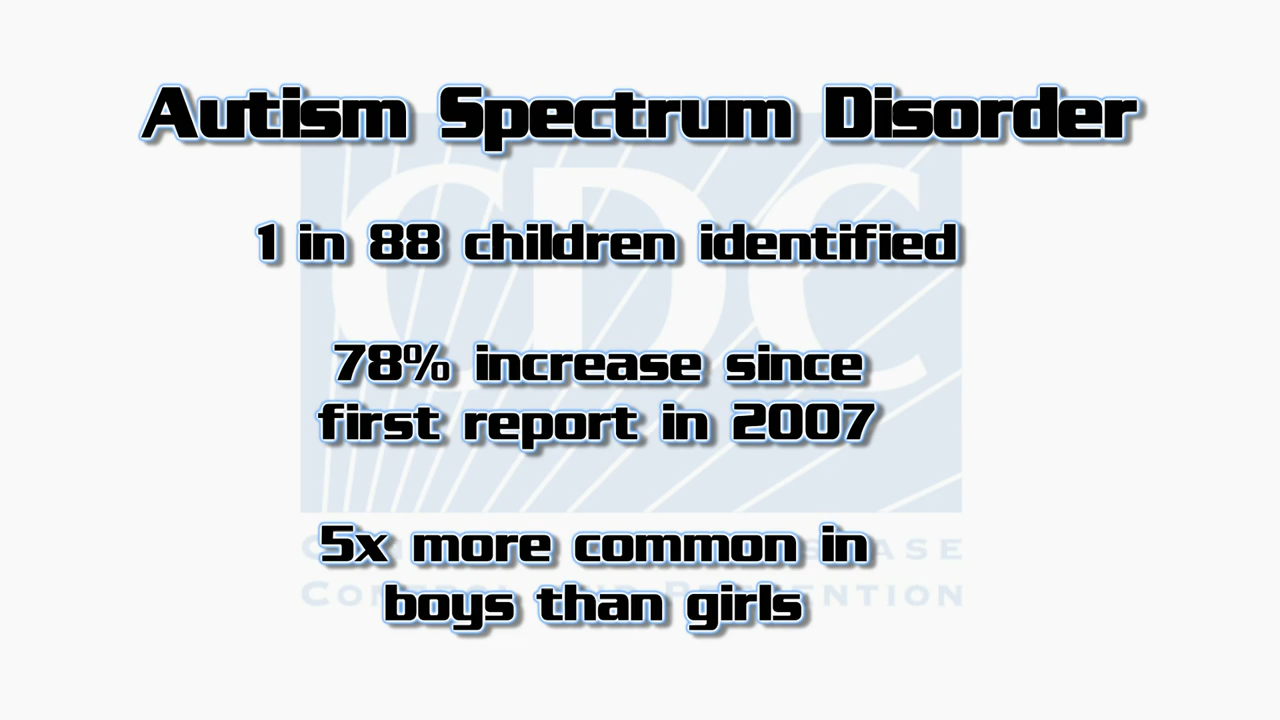 Autism Spectrum Disorder
1 in 88 children identified
78% increase since
first report in 2007
5x more common in
boys than girls
CDC